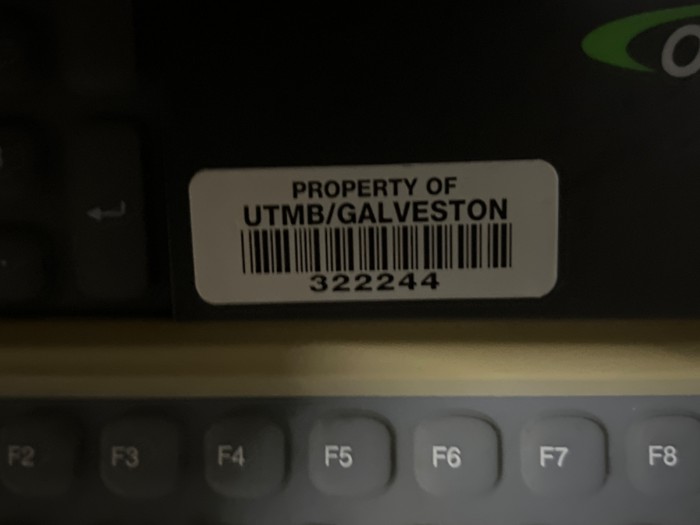 PROPERTY OF
UTMB/GALVESTON
322244
F2 F3 F4 F5 F6 F7 F8